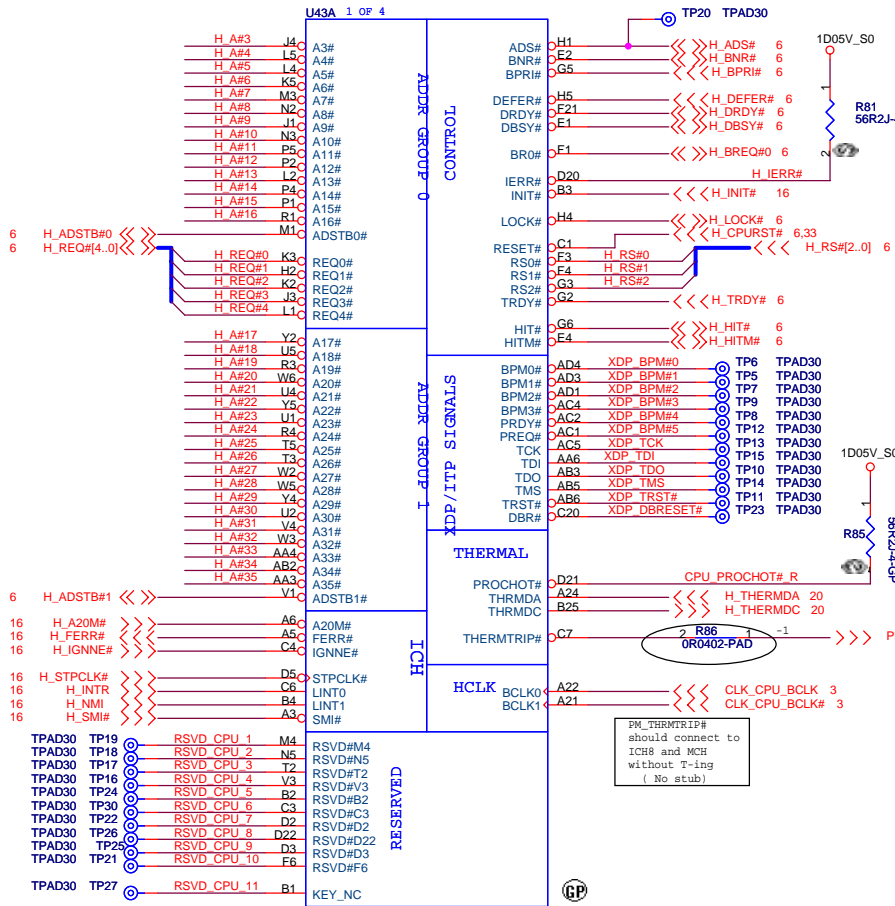 U43A 1 OF 4
TP20 TPAD30
1D05V_S0
H_A#3 J4 A3#
H_A#4 L5 A4#
H_A#5 L4 A5#
H_A#6 K5 A6#
H_A#7 M3 A7#
H_A#8 N2 A8#
H_A#9 J1 A9#
H_A#10 N3 A10#
H_A#11 P5 A11#
H_A#12 P2 A12#
H_A#13 L2 A13#
H_A#14 P4 A14#
H_A#15 P1 A15#
H_A#16 R1 A16#
6 H_ADSTB#0 M1 ADSTB0#
6 H_REQ#[4..0]
H_REQ#0 K3 REQ0#
H_REQ#1 H2 REQ1#
H_REQ#2 K2 REQ2#
H_REQ#3 J3 REQ3#
H_REQ#4 L1 REQ4#
ADDR GROUP 0
CONTROL
ADS# H1 H_ADS# 6
BNR# E2 H_BNR# 6
BPRI# G5 H_BPRI# 6
DEFER# H5 H_DEFER# 6
DRDY# F21 H_DRDY# 6
DBSY# E1 H_DBSY# 6
BR0# F1 H_BREQ#0 6
IERR# D20 H_IERR#
INIT# B3 H_INIT# 16
LOCK# H4 H_LOCK# 6
RESET# C1 H_CPURST# 6,33
RS0# F3 H_RS#0
RS1# F4 H_RS#1
RS2# G3 H_RS#2
H_RS#[2..0] 6
TRDY# G2 H_TRDY# 6
HIT# G6 H_HIT# 6
HITM# E4 H_HITM# 6
1
R81
56R2J-
2
H_A#17 Y2 A17#
H_A#18 U5 A18#
H_A#19 R3 A19#
H_A#20 W6 A20#
H_A#21 U4 A21#
H_A#22 Y5 A22#
H_A#23 U1 A23#
H_A#24 R4 A24#
H_A#25 T5 A25#
H_A#26 T3 A26#
H_A#27 W2 A27#
H_A#28 W5 A28#
H_A#29 Y4 A29#
H_A#30 U2 A30#
H_A#31 V4 A31#
H_A#32 W3 A32#
H_A#33 AA4 A33#
H_A#34 AB2 A34#
H_A#35 AA3 A35#
6 H_ADSTB#1 V1 ADSTB1#
ADDR GROUP 1
XDP/ITP SIGNALS
BPM0# AD4 XDP_BPM#0 TP6 TPAD30
BPM1# AD3 XDP_BPM#1 TP5 TPAD30
BPM2# AD1 XDP_BPM#2 TP7 TPAD30
BPM3# AC4 XDP_BPM#3 TP9 TPAD30
PRDY# AC2 XDP_BPM#4 TP8 TPAD30
PREQ# AC1 XDP_BPM#5 TP12 TPAD30
TCK AC5 XDP_TCK TP13 TPAD30
TDI AA6 XDP_TDI TP15 TPAD30
TDO AB3 XDP_TDO TP10 TPAD30
TMS AB5 XDP_TMS TP14 TPAD30
TRST# AB6 XDP_TRST# TP11 TPAD30
DBR# C20 XDP_DBRESET# TP23 TPAD30
1D05V_S0
1
R85
56R2J-4-GP
THERMAL
PROCHOT# D21 CPU_PROCHOT#_R
THRMDA A24 H_THERMDA 20
THRMDC B25 H_THERMDC 20
THERMTRIP# C7
2 R86 1 -1
0R0402-PAD
P
16 H_A20M# A6 A20M#
16 H_FERR# A5 FERR#
16 H_IGNNE# C4 IGNNE#
16 H_STPCLK# D5 STPCLK#
16 H_INTR C6 LINT0
16 H_NMI B4 LINT1
16 H_SMI# A3 SMI#
ICH
HCLK
BCLK0 A22 CLK_CPU_BCLK 3
BCLK1 A21 CLK_CPU_BCLK# 3
PM_THRMTRIP#
should connect to
ICH8 and MCH
without T-ing
( No stub)
TPAD30 TP19 RSVD_CPU_1 M4 RSVD#M4
TPAD30 TP18 RSVD_CPU_2 N5 RSVD#N5
TPAD30 TP17 RSVD_CPU_3 T2 RSVD#T2
TPAD30 TP16 RSVD_CPU_4 V3 RSVD#V3
TPAD30 TP24 RSVD_CPU_5 B2 RSVD#B2
TPAD30 TP30 RSVD_CPU_6 C3 RSVD#C3
TPAD30 TP22 RSVD_CPU_7 D2 RSVD#D2
TPAD30 TP26 RSVD_CPU_8 D22 RSVD#D22
TPAD30 TP25 RSVD_CPU_9 D3 RSVD#D3
TPAD30 TP21 RSVD_CPU_10 F6 RSVD#F6
TPAD30 TP27 RSVD_CPU_11 B1 KEY_NC
RESERVED
GP